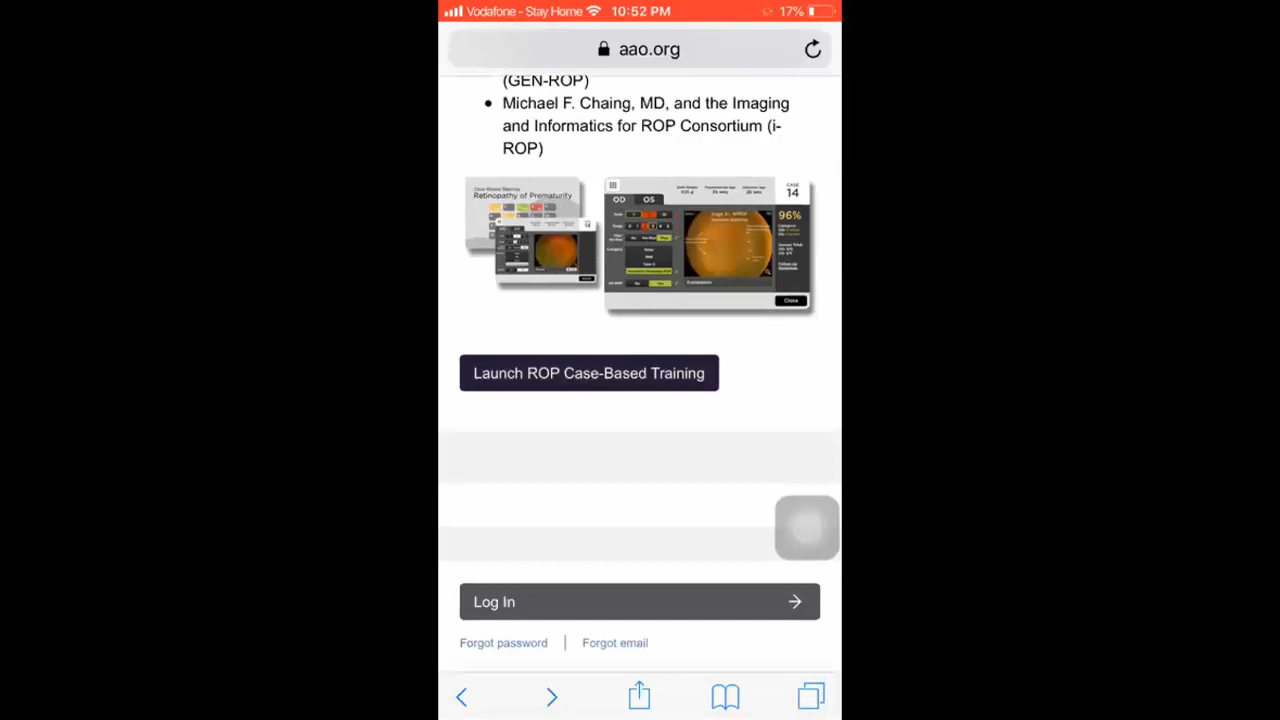 Vodafone - Stay Home 10:52 PM 17%
aao.org
(GEN-ROP)
• Michael F. Chaing, MD, and the Imaging
and Informatics for ROP Consortium (i-
ROP)
Retinopathy of Prematurity
CASE
14
OD OS
96%
Close
Launch ROP Case-Based Training
Log In
Forgot password | Forgot email